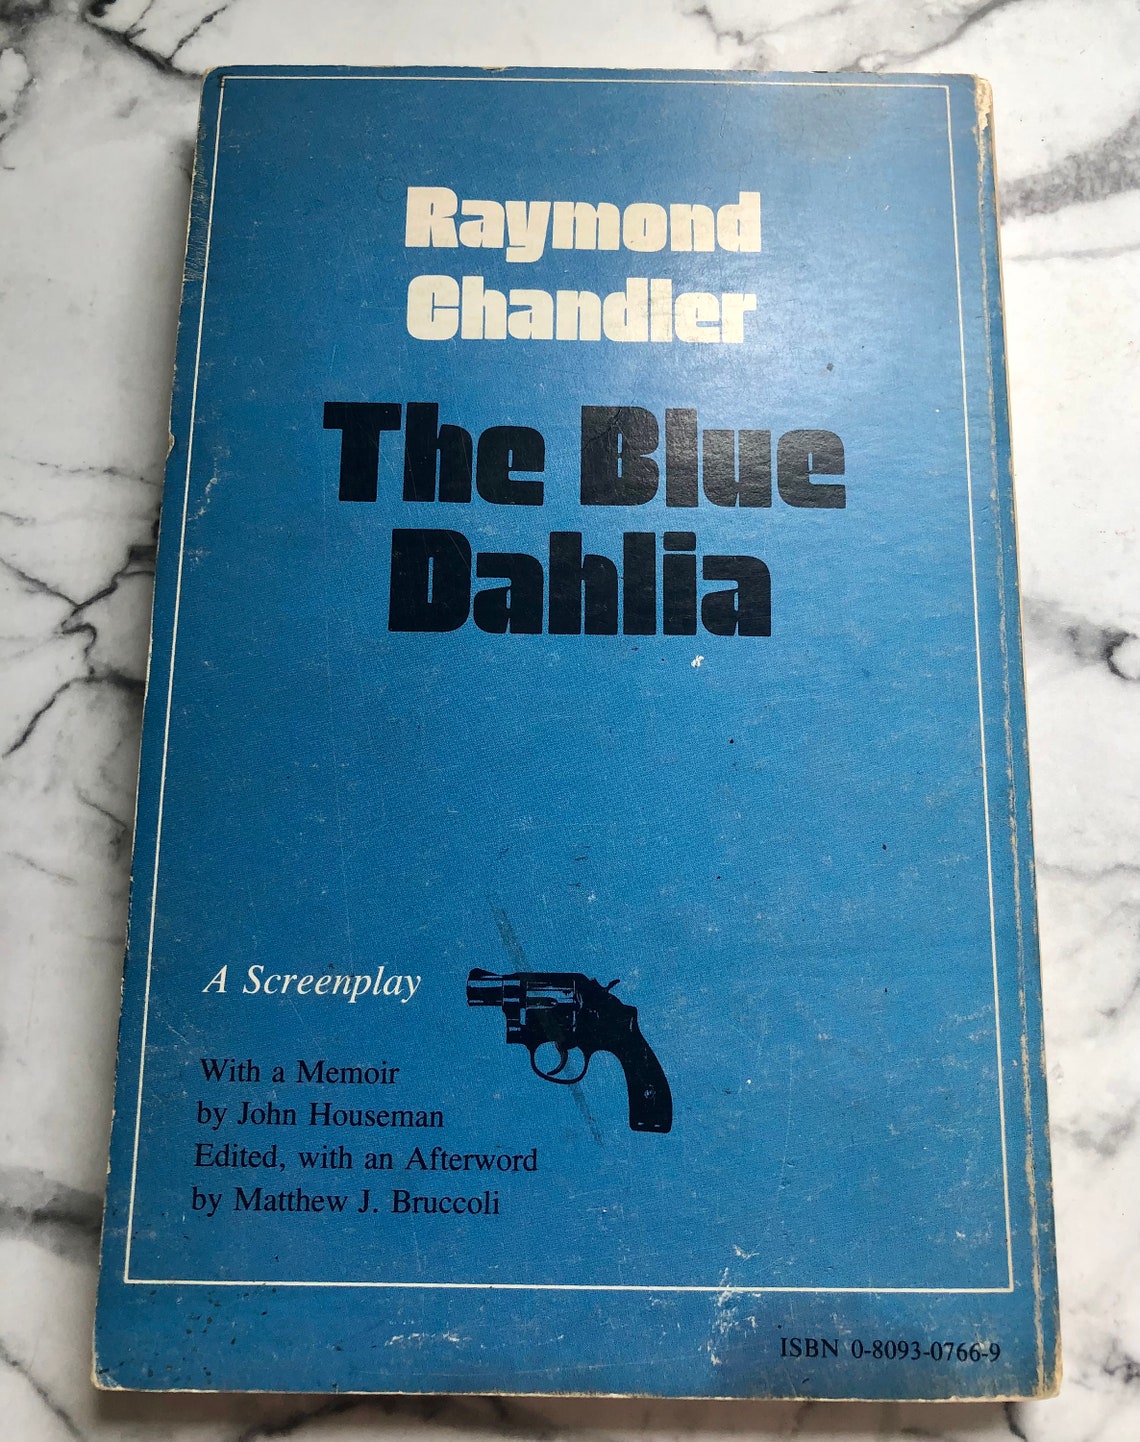 Raymond
Chandler
The Blue
Dahlia
A Screenplay
With a Memoir
by John Houseman
Edited, with an Afterword
by Matthew J. Bruccoli
ISBN 0-8093-0766-9